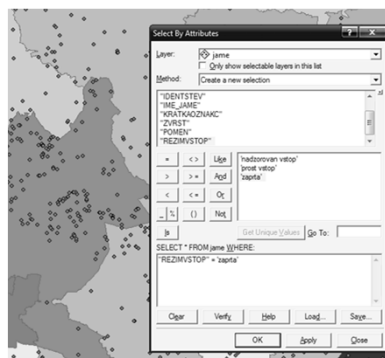 Select By Attributes
Layer: jame
Only show selectable layers in this list
Method: Create a new selection
"IDENTSTEV"
"IME_JAME"
"KRATKAOZNAKC"
"ZVRST"
"POMEN"
"REZIMVSTOP"
= < > Like
> > = And
< < = Or
_ % () Not
Is
'nadzorovan vstop'
'prost vstop'
'zaprta'
Get Unique Values Go To:
SELECT * FROM jame WHERE:
"REZIMVSTOP" = 'zaprta'
Clear Verify Help Load... Save...
OK Apply Close